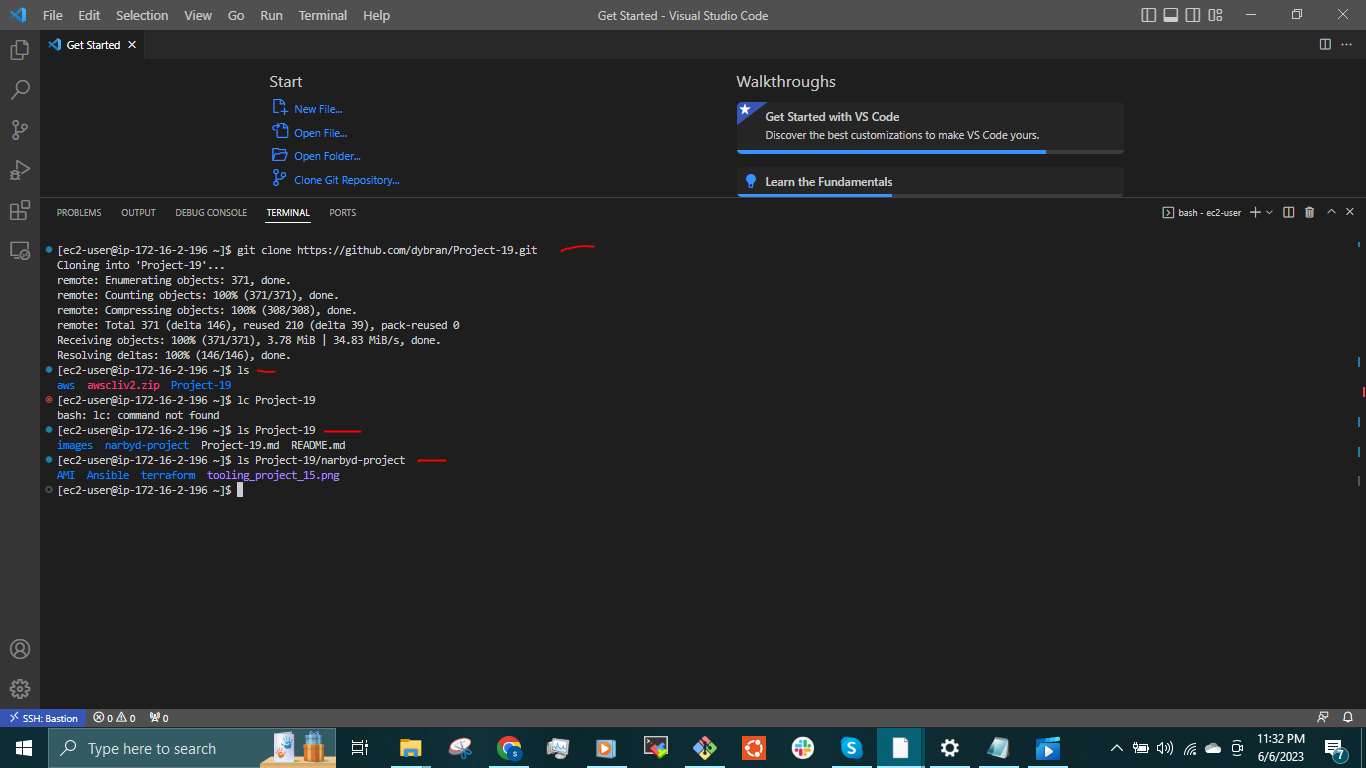 File Edit Selection View Go Run Terminal Help Get Started - Visual Studio Code
Get Started
Start
New File...
Open File...
Open Folder...
Clone Git Repository...
Walkthroughs
Get Started with VS Code
Discover the best customizations to make VS Code yours.
Learn the Fundamentals
PROBLEMS OUTPUT DEBUG CONSOLE TERMINAL PORTS bash - ec2-user
[ec2-user@ip-172-16-2-196 ~]$ git clone https://github.com/dybran/Project-19.git
Cloning into 'Project-19'...
remote: Enumerating objects: 371, done.
remote: Counting objects: 100% (371/371), done.
remote: Compressing objects: 100% (308/308), done.
remote: Total 371 (delta 146), reused 210 (delta 39), pack-reused 0
Receiving objects: 100% (371/371), 3.78 MiB | 34.83 MiB/s, done.
Resolving deltas: 100% (146/146), done.
[ec2-user@ip-172-16-2-196 ~]$ ls
aws awscliv2.zip Project-19
[ec2-user@ip-172-16-2-196 ~]$ lc Project-19
bash: lc: command not found
[ec2-user@ip-172-16-2-196 ~]$ ls Project-19
images narbyd-project Project-19.md README.md
[ec2-user@ip-172-16-2-196 ~]$ ls Project-19/narbyd-project
AMI Ansible terraform tooling_project_15.png
[ec2-user@ip-172-16-2-196 ~]$
SSH: Bastion 0 0 0
Type here to search
11:32 PM
6/6/2023
7